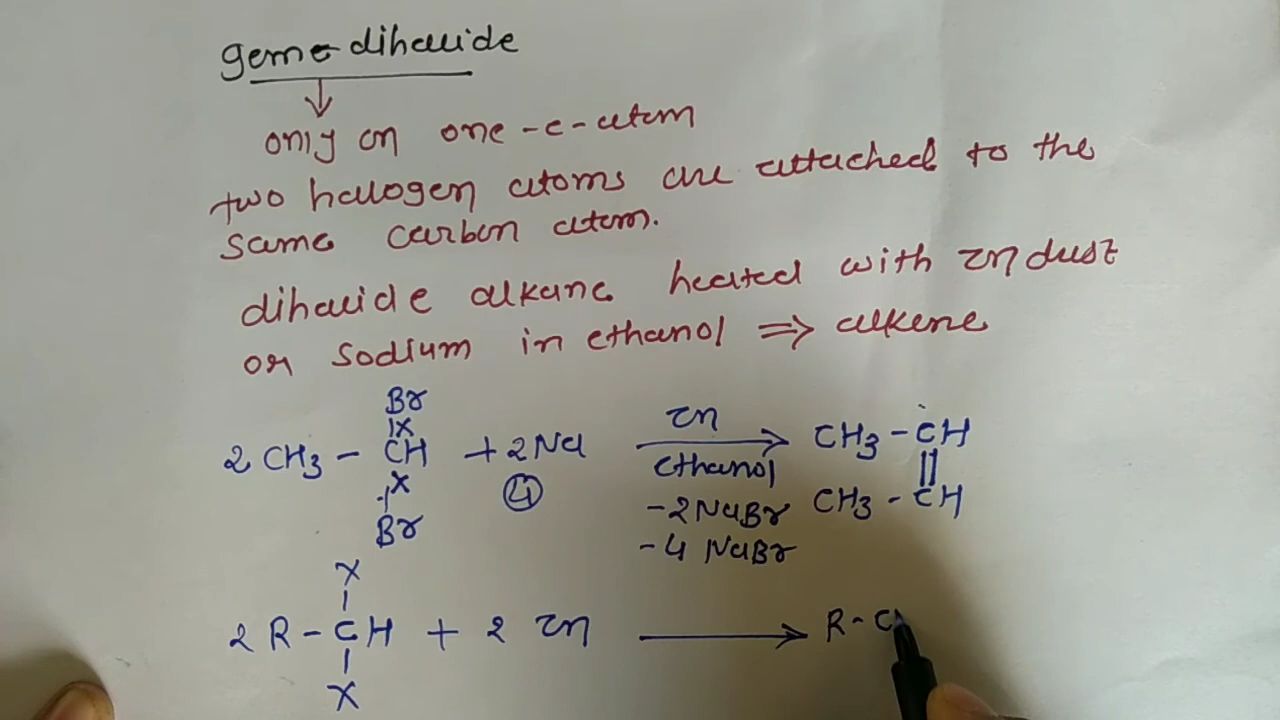 gem-dihalide
only on one-c-atom
two halogen atoms are attached to the
same carbon atom.
dihalide alkane heated with zn dust
or sodium in ethanol ⇒ alkene
Br
2 CH3 - CH + 2Na zn CH3 - CH
ethanol ||
④ -2NaBr CH3 - CH
Br
-4 NaBr
X
2 R - CH + 2 zn → R - C
X